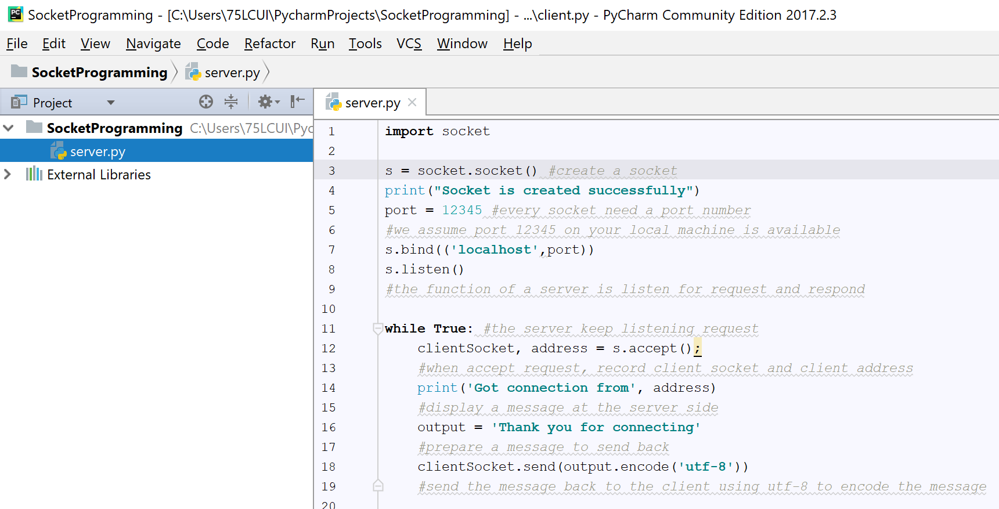 SocketProgramming - [C:\Users\75LCUI\PycharmProjects\SocketProgramming] - ...\client.py - PyCharm Community Edition 2017.2.3
File Edit View Navigate Code Refactor Run Tools VCS Window Help
SocketProgramming server.py
Project
server.py
SocketProgramming C:\Users\75LCUI\Pyc
server.py
External Libraries
1 import socket
2
3 s = socket.socket() #create a socket
4 print("Socket is created successfully")
5 port = 12345 #every socket need a port number
6 #we assume port 12345 on your local machine is available
7 s.bind(('localhost',port))
8 s.listen()
9 #the function of a server is listen for request and respond
10
11 while True: #the server keep listening request
12 clientSocket, address = s.accept();
13 #when accept request, record client socket and client address
14 print('Got connection from', address)
15 #display a message at the server side
16 output = 'Thank you for connecting'
17 #prepare a message to send back
18 clientSocket.send(output.encode('utf-8'))
19 #send the message back to the client using utf-8 to encode the message
20